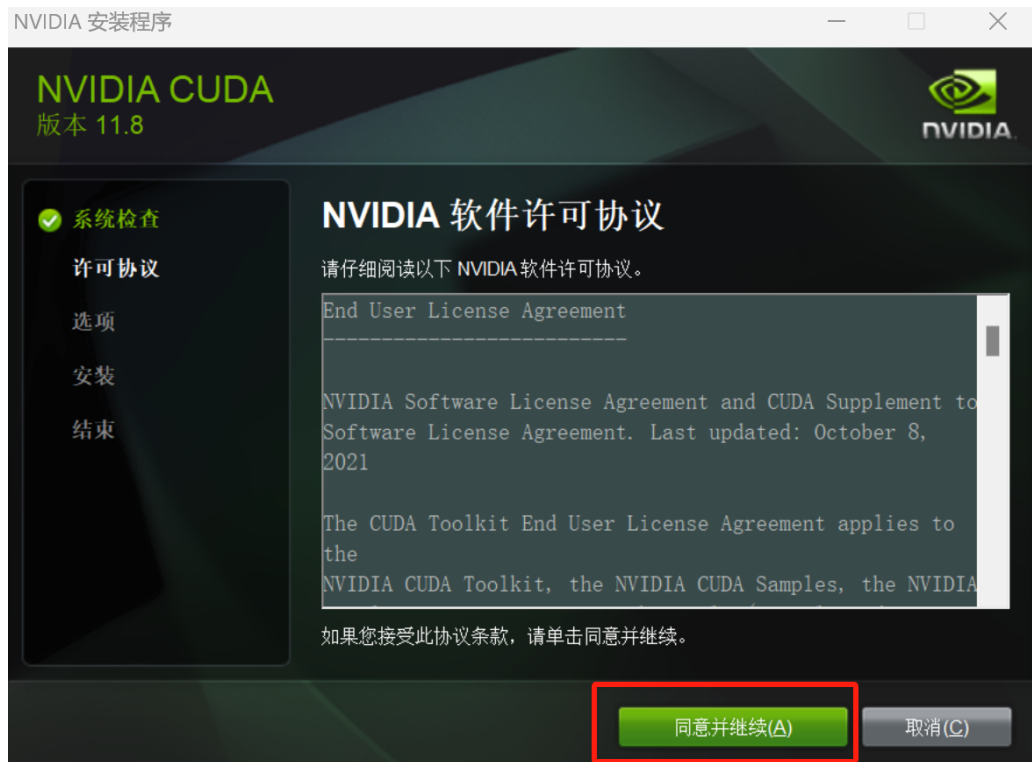 NVIDIA 安装程序
NVIDIA CUDA
版本 11.8
NVIDIA
系统检查
许可协议
选项
安装
结束
NVIDIA 软件许可协议
请仔细阅读以下 NVIDIA 软件许可协议。
End User License Agreement
--------------------------
NVIDIA Software License Agreement and CUDA Supplement to
Software License Agreement. Last updated: October 8,
2021
The CUDA Toolkit End User License Agreement applies to
the
NVIDIA CUDA Toolkit, the NVIDIA CUDA Samples, the NVIDIA
如果您接受此协议条款，请单击同意并继续。
同意并继续(A)
取消(C)